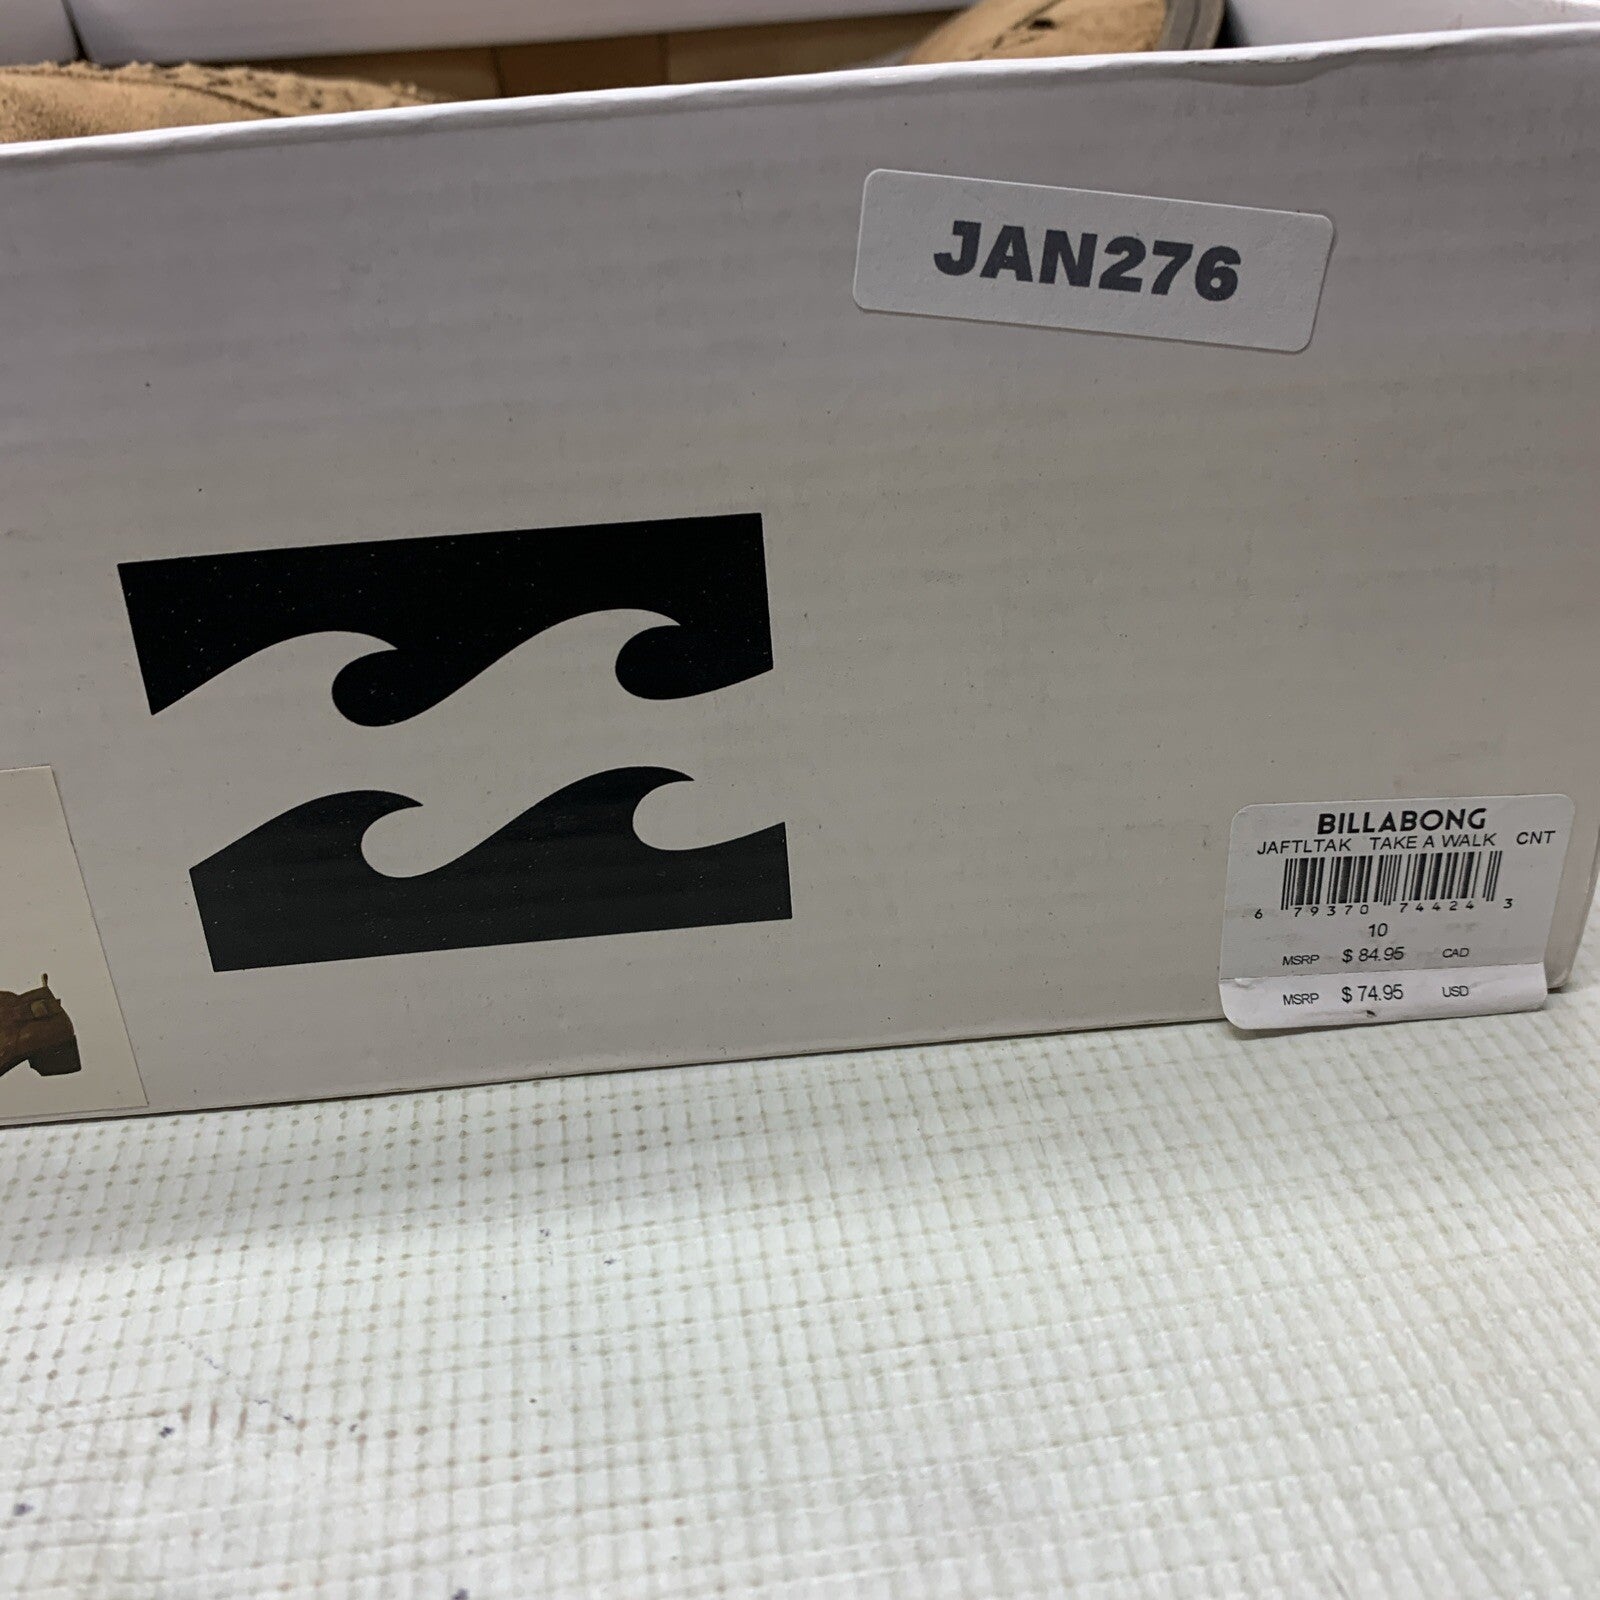 JAN276
BILLABONG
JAFTLTAK TAKE A WALK CNT
6 79370 74424 3
10
MSRP $ 84.95 CAD
MSRP $ 74.95 USD